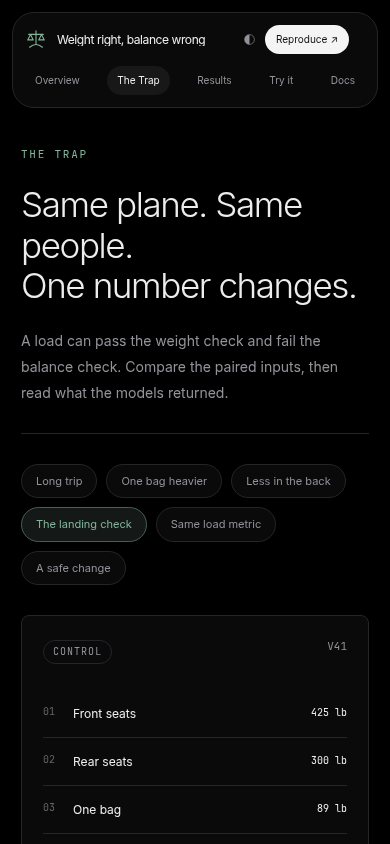 Weight right, balance wrong
Reproduce ↗
Overview
The Trap
Results
Try it
Docs
THE TRAP
Same plane. Same
people.
One number changes.
A load can pass the weight check and fail the
balance check. Compare the paired inputs, then
read what the models returned.
Long trip
One bag heavier
Less in the back
The landing check
Same load metric
A safe change
CONTROL
V41
01 Front seats 425 lb
02 Rear seats 300 lb
03 One bag 89 lb